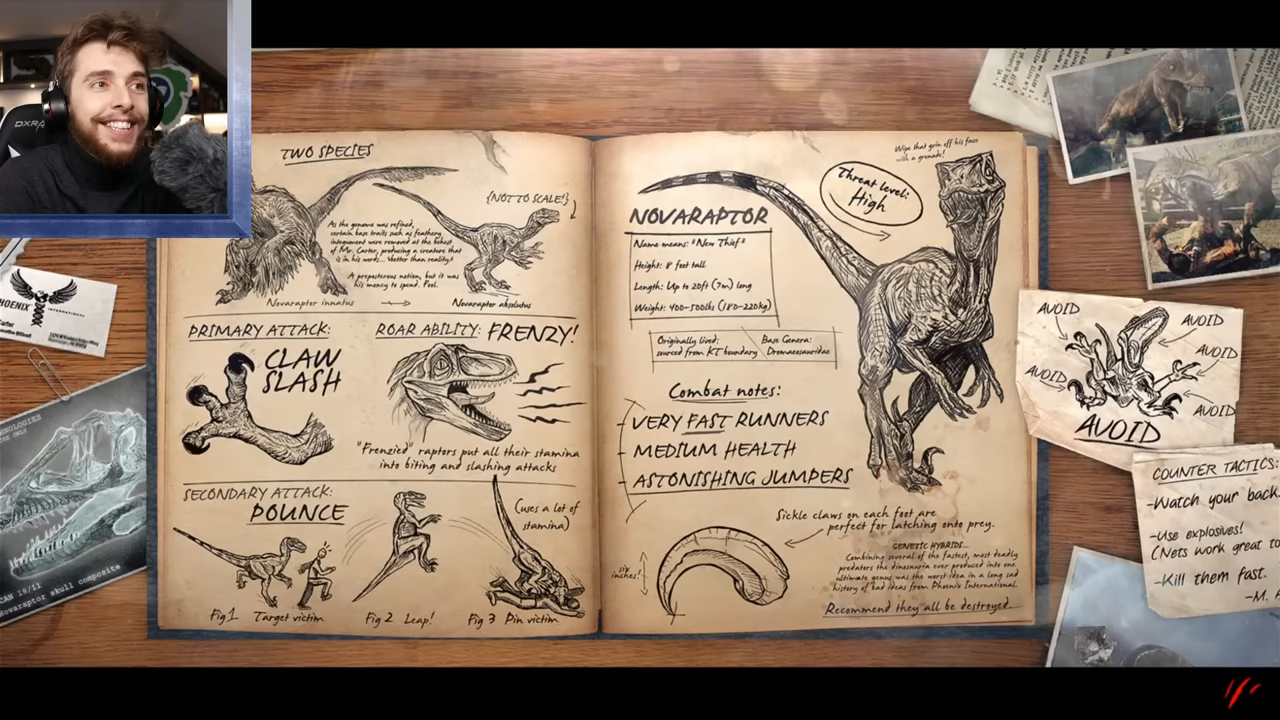 DXRA
TWO SPECIES
{NOT TO SCALE!}
As the genome was refined,
certain base traits such as feathery
integument were removed at the behest
of Mr. Carter, producing a creature that
is in his words... "better than reality."
A preposterous notion, but it was
his money to spend. Fool.
Novaraptor innatus
Novaraptor absolutus
PRIMARY ATTACK:
CLAW
SLASH
ROAR ABILITY: FRENZY!
"Frenzied" raptors put all their stamina
into biting and slashing attacks
SECONDARY ATTACK:
POUNCE
(uses a lot of
stamina)
Fig 1 Target victim
Fig 2 Leap!
Fig 3 Pin victim
Wipe that grin off his face
with a grenade!
Threat level:
High
NOVARAPTOR
Name means: "New Thief"
Height: 8 foot tall
Length: Up to 20ft (7m) long
Weight: 400-500lbs (180-220kg)
Originally lived:
sourced from KT boundary
Base Genera:
Dromaeosauridae
Combat notes:
- VERY FAST RUNNERS
- MEDIUM HEALTH
- ASTONISHING JUMPERS
Sickle claws on each foot are
perfect for latching onto prey.
six
inches!
GENETIC HYBRIDS...
Combining several of the fastest, most deadly
predators the dinosauria ever produced into one
ultimate genus was the worst idea in a long sad
history of bad ideas from Phoenix International.
Recommend they all be destroyed.
HOENIX
Carter
NOLOGIES
SE ONLY
CAN 18/11
Novaraptor skull composite
AVOID
AVOID
AVOID
AVOID
AVOID
AVOID
COUNTER TACTICS:
-Watch your back
-Use explosives!
(Nets work great to
-Kill them fast.
-M. H